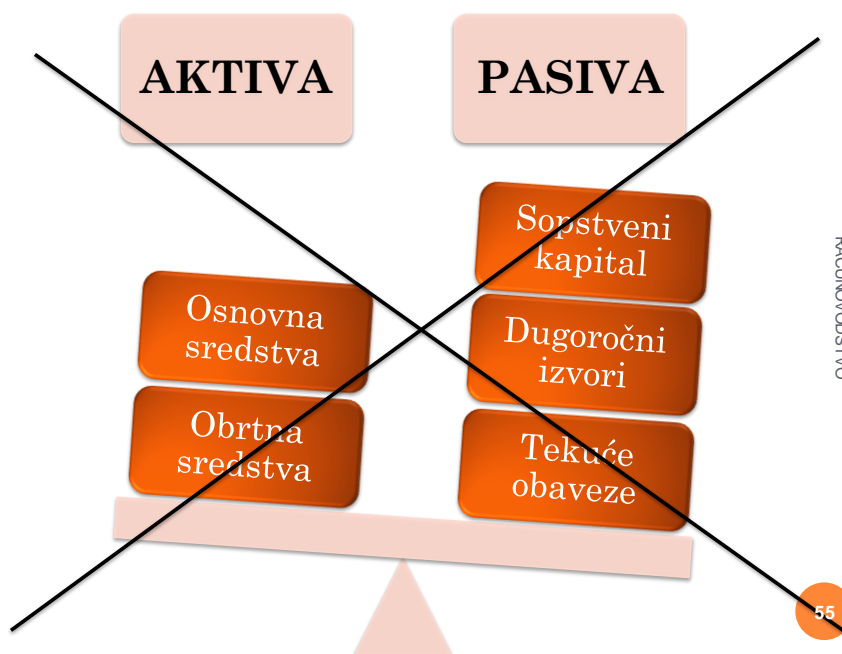 AKTIVA
PASIVA
Sopstveni
kapital
Osnovna
sredstva
Dugoročni
izvori
Obrtna
sredstva
Tekuće
obaveze
55